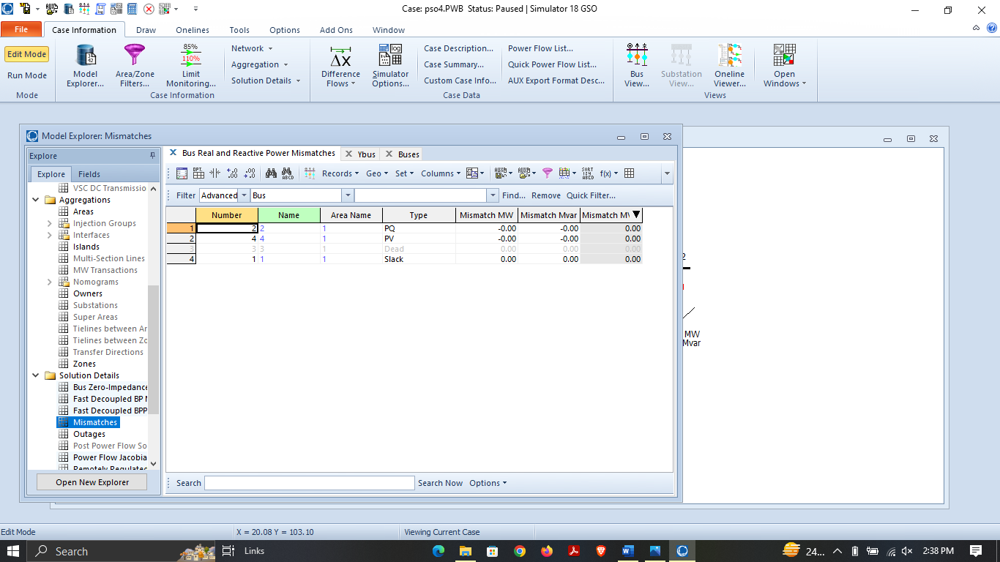 Case: pso4.PWB Status: Paused | Simulator 18 GSO
File Case Information Draw Onelines Tools Options Add Ons Window
Edit Mode
Run Mode
Mode
Model Explorer...
Area/Zone Filters...
85%
110%
Limit Monitoring...
Network
Aggregation
Solution Details
Case Information
Difference Flows
Simulator Options...
Case Description...
Case Summary...
Custom Case Info...
Power Flow List...
Quick Power Flow List...
AUX Export Format Desc...
Case Data
Bus View...
Substation View...
Oneline Viewer...
Open Windows
Views
Model Explorer: Mismatches
Explore
Explore Fields
VSC DC Transmissio
Aggregations
Areas
Injection Groups
Interfaces
Islands
Multi-Section Lines
MW Transactions
Nomograms
Owners
Substations
Super Areas
Tielines between Ar
Tielines between Zo
Transfer Directions
Zones
Solution Details
Bus Zero-Impedance
Fast Decoupled BP
Fast Decoupled BPP
Mismatches
Outages
Post Power Flow So
Power Flow Jacobia
Remotely Regulated
Open New Explorer
X Bus Real and Reactive Power Mismatches X Ybus X Buses
Records Geo Set Columns f(x)
Filter Advanced Bus Find... Remove Quick Filter...
Number Name Area Name Type Mismatch MW Mismatch Mvar Mismatch MV
1 2 2 1 PQ -0.00 -0.00 0.00
2 4 4 1 PV -0.00 -0.00 0.00
3 3 3 1 Dead 0.00 0.00 0.00
4 1 1 1 Slack 0.00 0.00 0.00
Search Search Now Options
2
MW
Mvar
Edit Mode X = 20.08 Y = 103.10 Viewing Current Case
Search Links 24... 2:38 PM